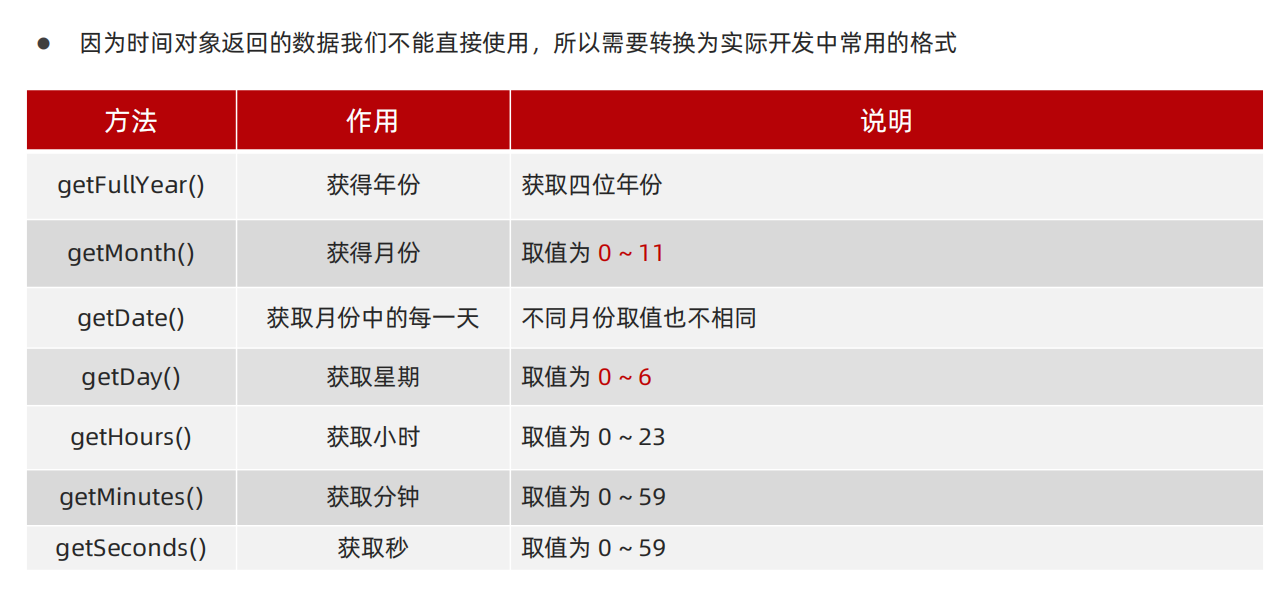 ● 因为时间对象返回的数据我们不能直接使用，所以需要转换为实际开发中常用的格式
方法 作用 说明
getFullYear() 获得年份 获取四位年份
getMonth() 获得月份 取值为 0 ~ 11
getDate() 获取月份中的每一天 不同月份取值也不相同
getDay() 获取星期 取值为 0 ~ 6
getHours() 获取小时 取值为 0 ~ 23
getMinutes() 获取分钟 取值为 0 ~ 59
getSeconds() 获取秒 取值为 0 ~ 59